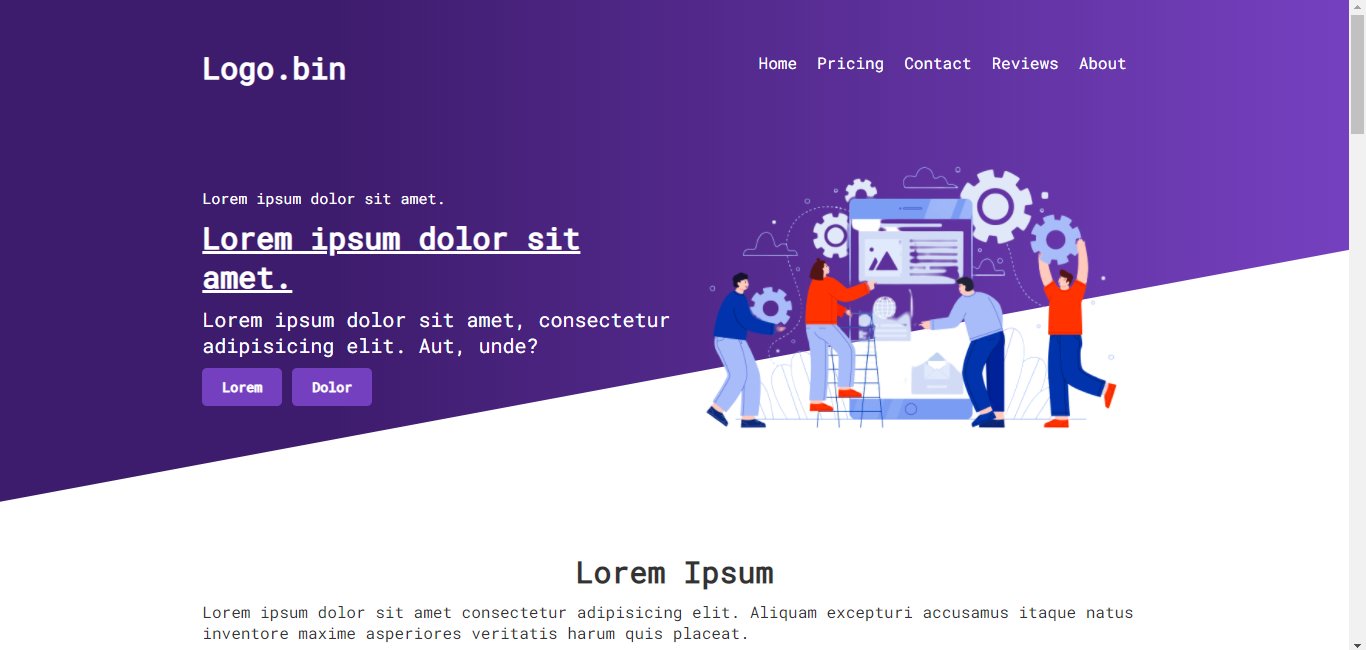 Logo.bin
Home Pricing Contact Reviews About
Lorem ipsum dolor sit amet.
Lorem ipsum dolor sit
amet.
Lorem ipsum dolor sit amet, consectetur
adipisicing elit. Aut, unde?
Lorem Dolor
Lorem Ipsum
Lorem ipsum dolor sit amet consectetur adipisicing elit. Aliquam excepturi accusamus itaque natus
inventore maxime asperiores veritatis harum quis placeat.